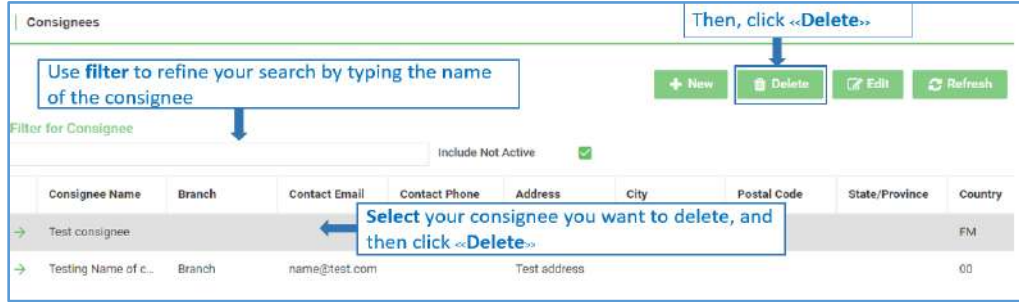 Consignees
Then, click «Delete»
Use filter to refine your search by typing the name
of the consignee
New Delete Edit Refresh
Filter for Consignee
Include Not Active
Consignee Name Branch Contact Email Contact Phone Address City Postal Code State/Province Country
Select your consignee you want to delete, and
then click «Delete»
Test consignee FM
Testing Name of c... Branch name@test.com Test address 00